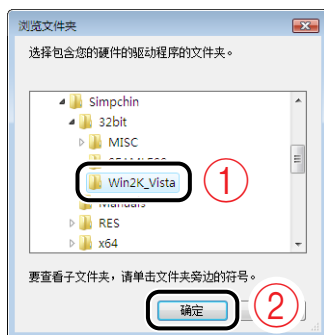 浏览文件夹
选择包含您的硬件的驱动程序的文件夹。
Simpchin
32bit
MISC
Win2K_Vista
RES
x64
要查看子文件夹，请单击文件夹旁边的符号。
确定
1
2